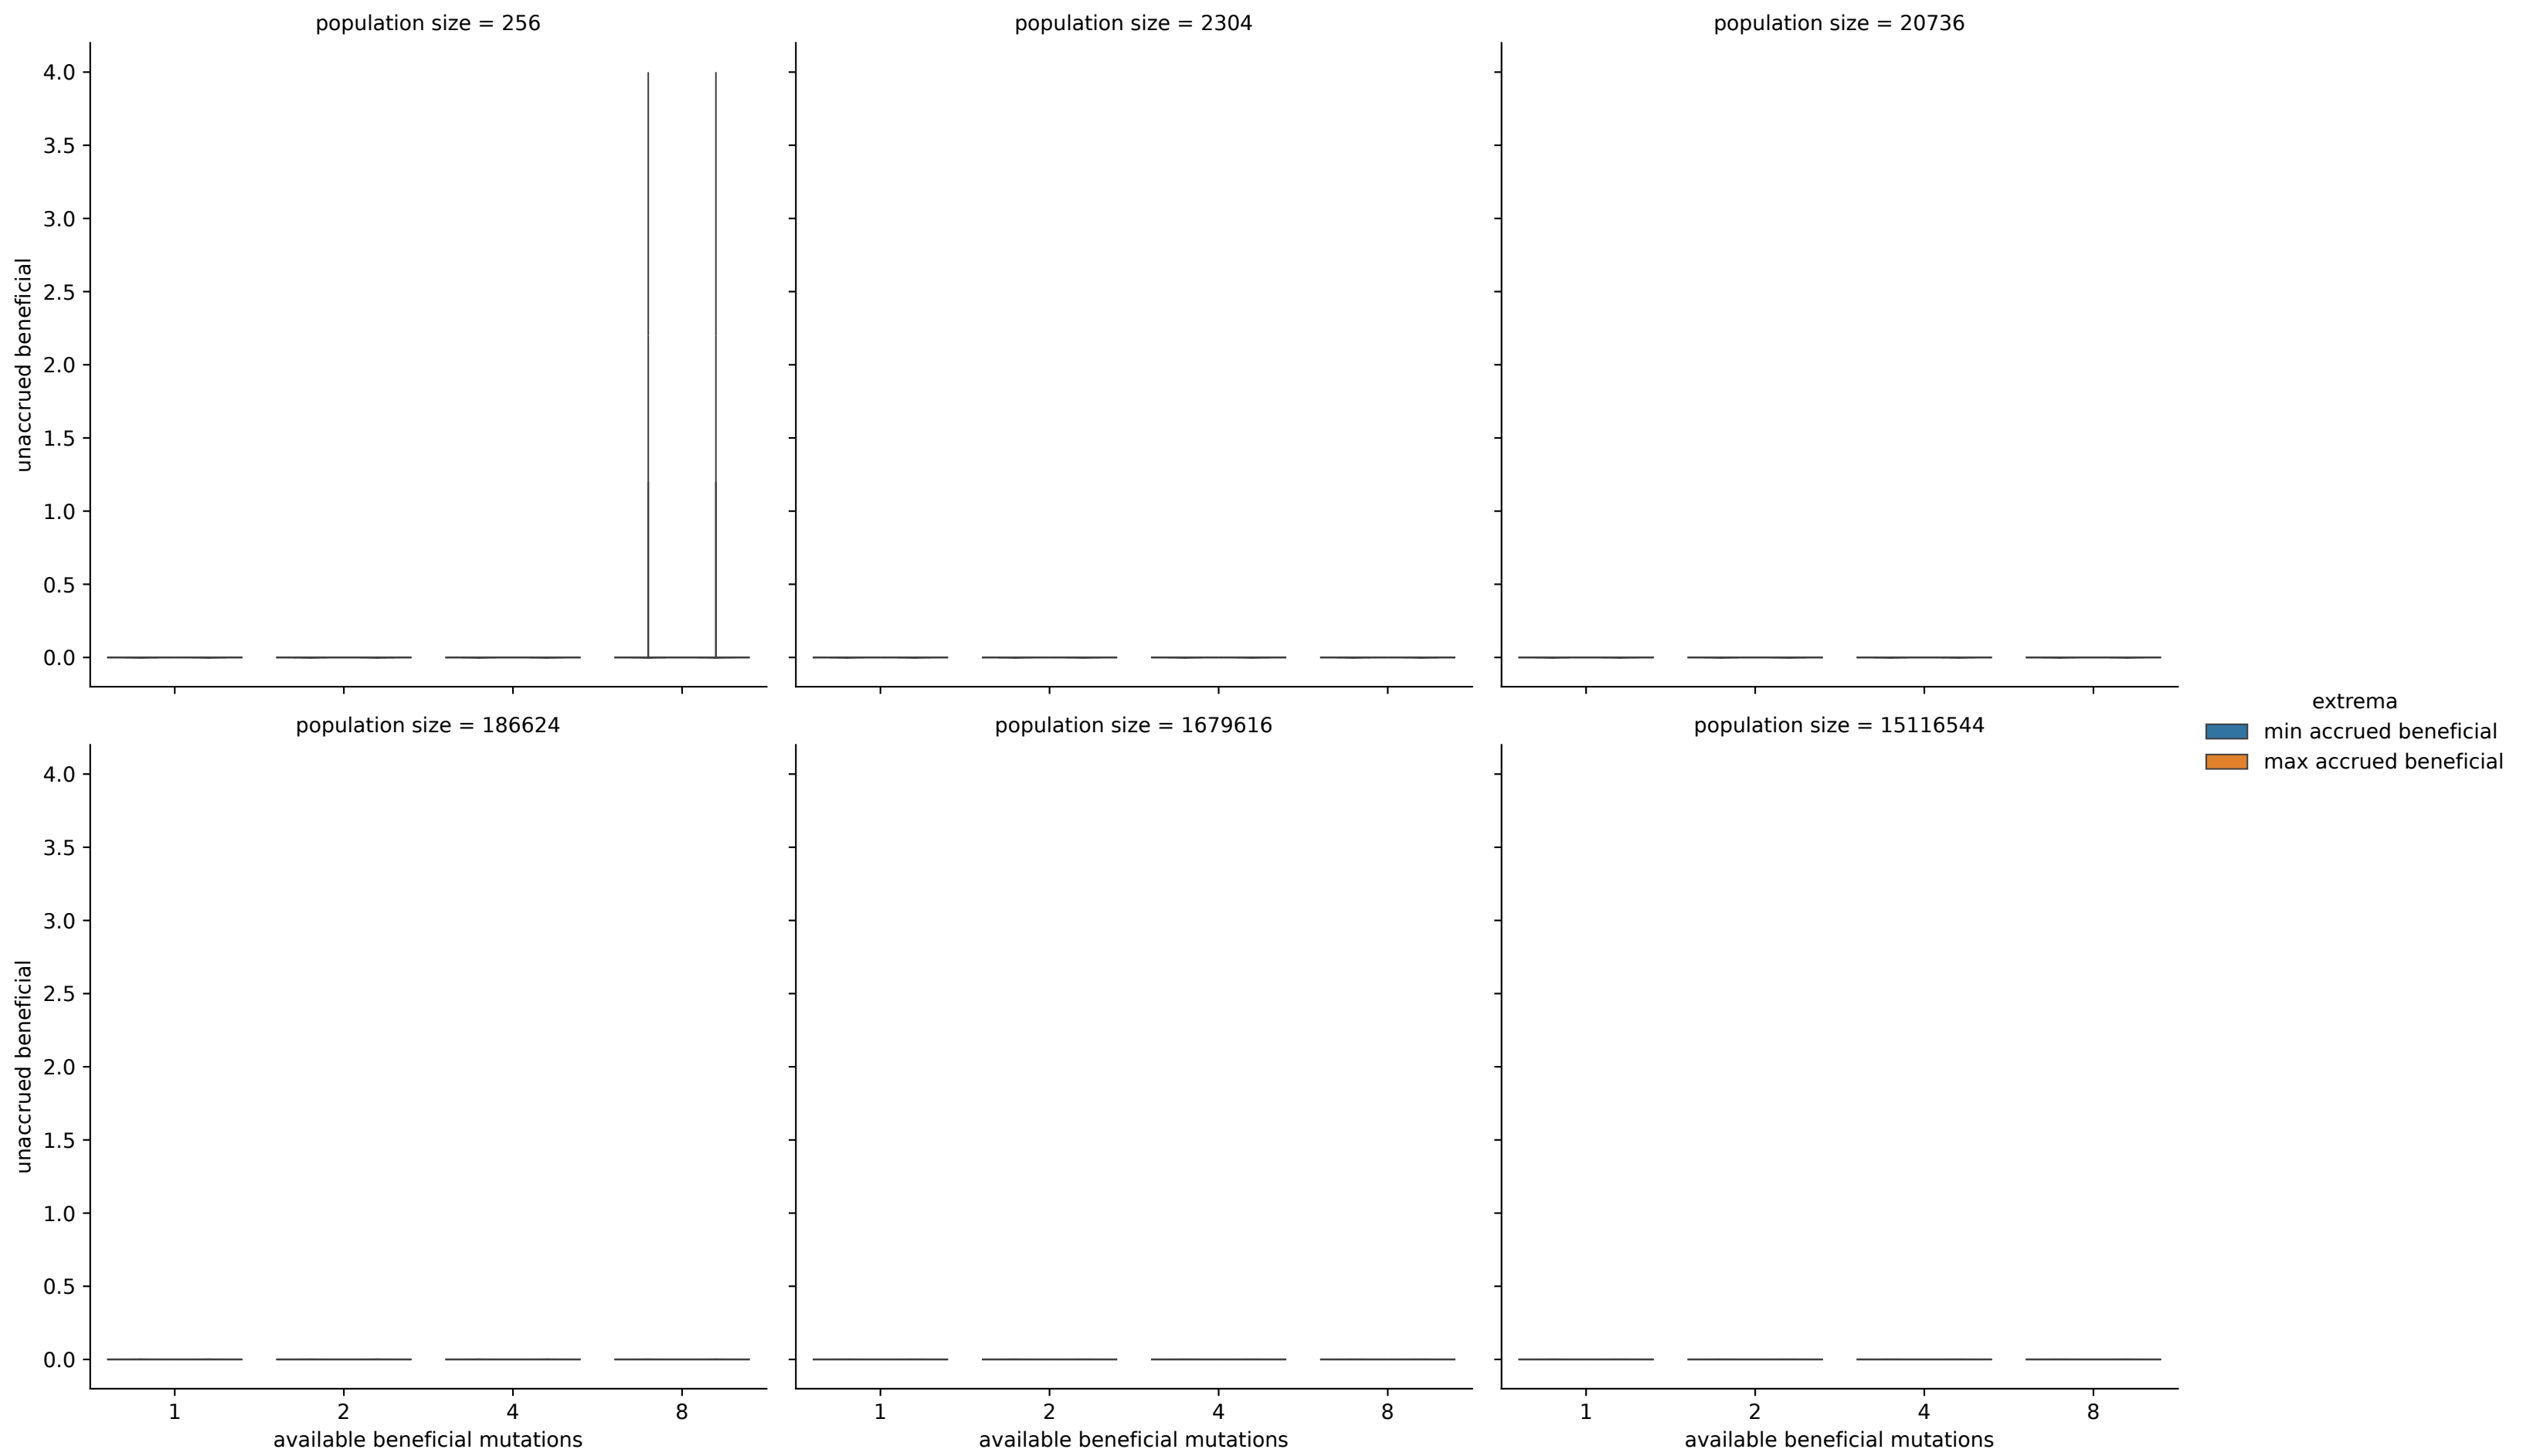 population size = 256
population size = 2304
population size = 20736
4.0
3.5
3.0
2.5
2.0
1.5
1.0
0.5
0.0
unaccrued beneficial
population size = 186624
population size = 1679616
population size = 15116544
4.0
3.5
3.0
2.5
2.0
1.5
1.0
0.5
0.0
unaccrued beneficial
1 2 4 8
1 2 4 8
1 2 4 8
available beneficial mutations
available beneficial mutations
available beneficial mutations
extrema
min accrued beneficial
max accrued beneficial